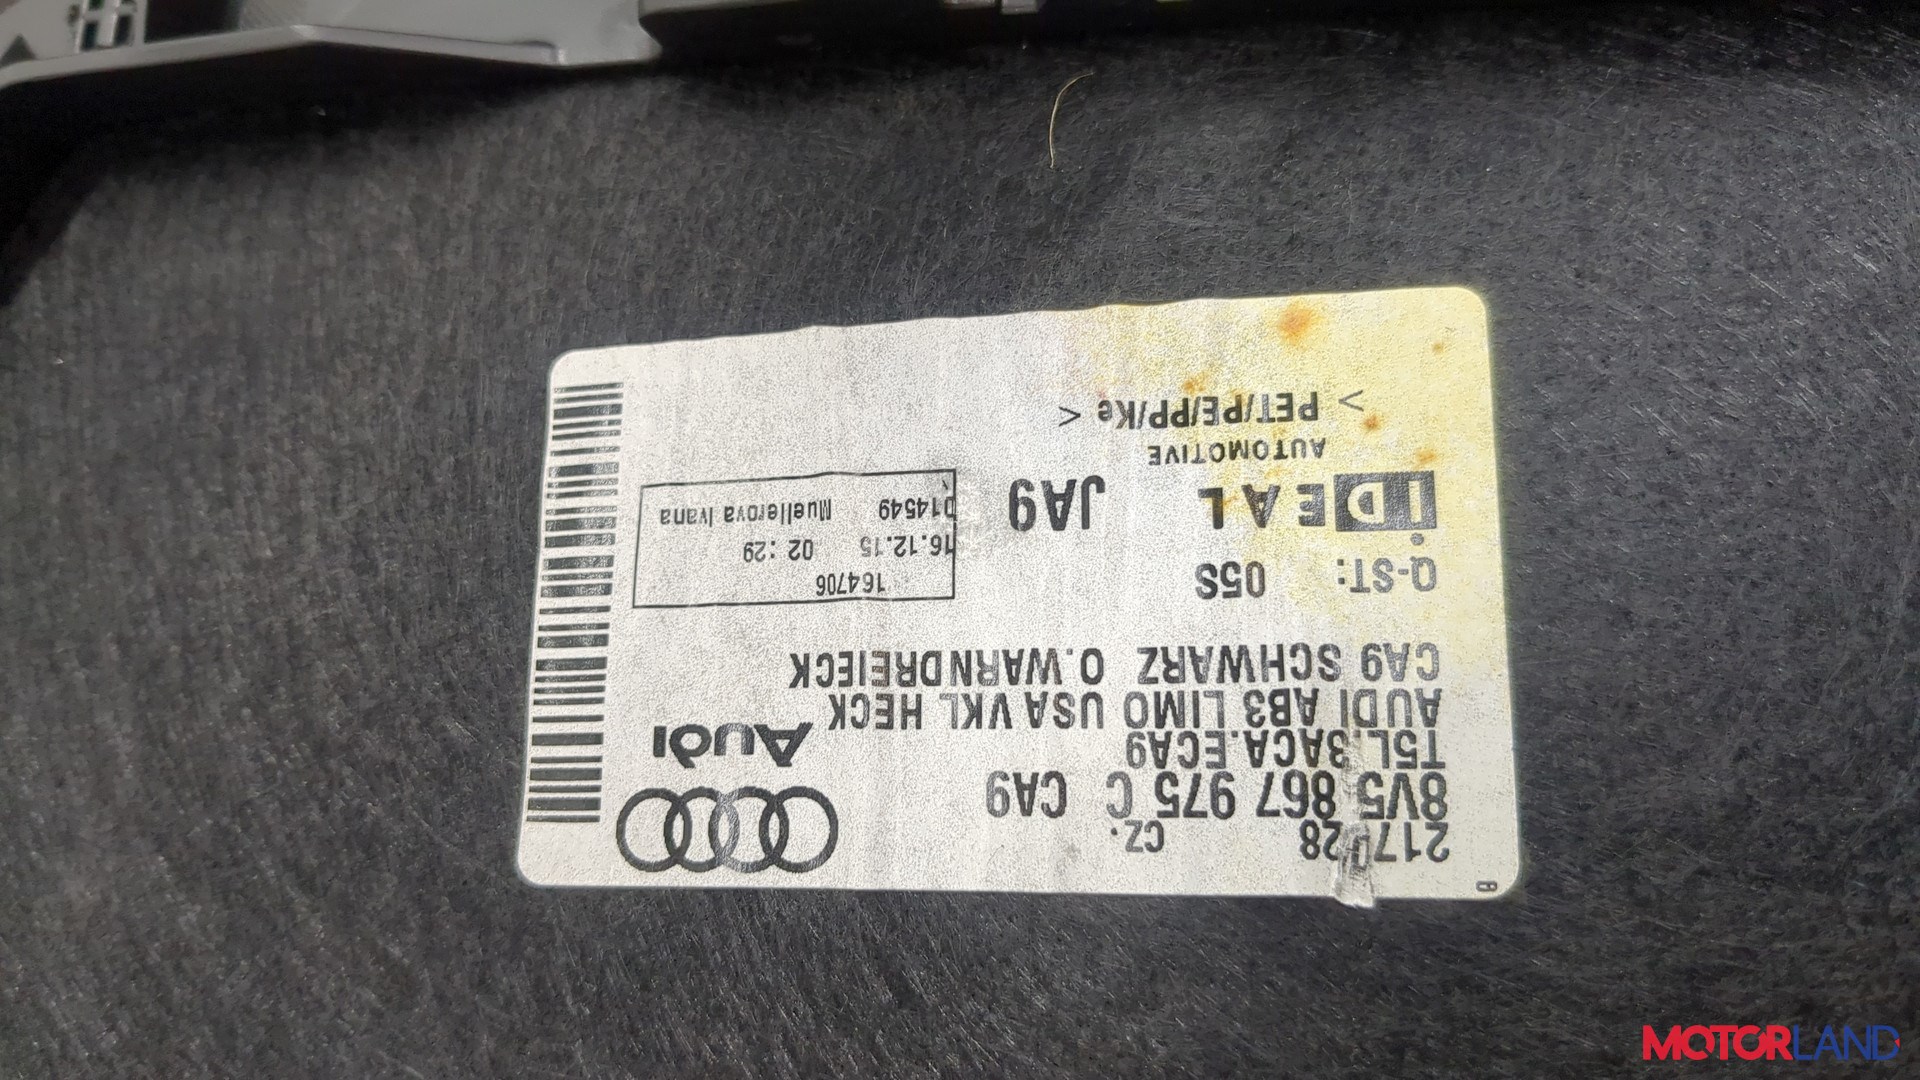 B
217428 CZ.
8V5 867 975 C CA9
T5L.3ACA.ECA9
AUDI AB3 LIMO USA VKL HECK
CA9 SCHWARZ O.WARNDREIECK
Audi
Q-ST: 05S
iDEAL JA9
AUTOMOTIVE
> PET/PE/PP/Ke <
164706
16.12.15 02:29
014549 Muellerova Ivana
MOTORLAND